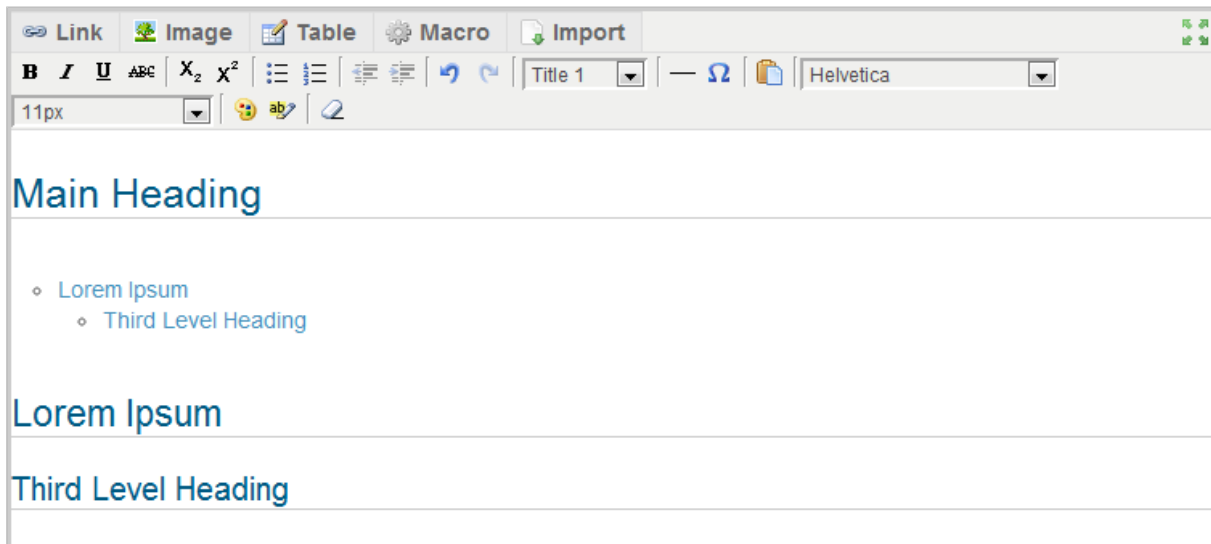 Link Image Table Macro Import
B I U ABC X₂ X² Title 1 — Ω Helvetica
11px ab
Main Heading
Lorem Ipsum
Third Level Heading
Lorem Ipsum
Third Level Heading